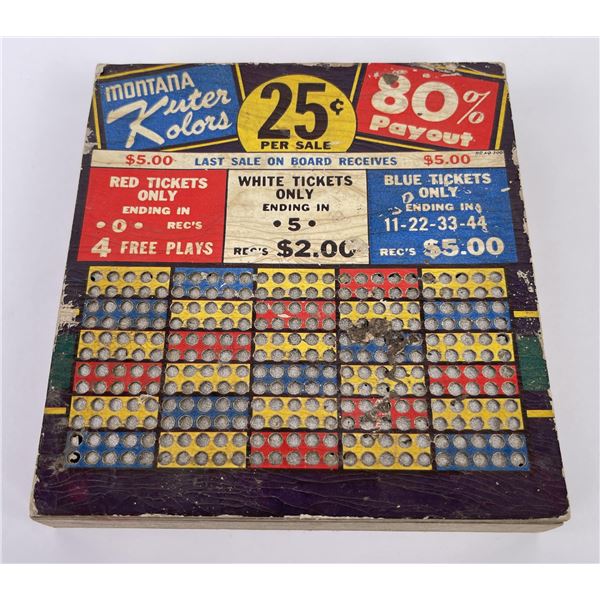 MONTANA
Kuter
Kolors
25¢
PER SALE
80%
Payout
$5.00 LAST SALE ON BOARD RECEIVES $5.00
RED TICKETS
ONLY
ENDING IN
•0• REC'S
4 FREE PLAYS
WHITE TICKETS
ONLY
ENDING IN
•5•
REC'S $2.00
BLUE TICKETS
ONLY
ENDING IN
11-22-33-44
REC'S $5.00